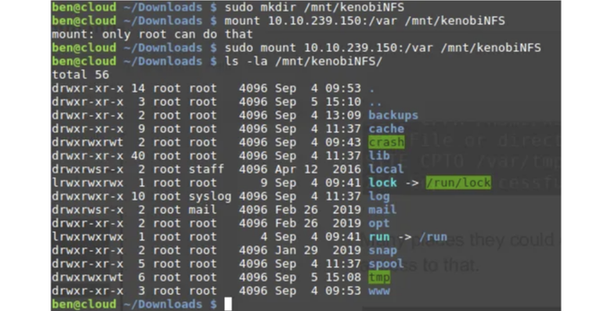 ben@cloud ~/Downloads $ sudo mkdir /mnt/kenobiNFS
ben@cloud ~/Downloads $ mount 10.10.239.150:/var /mnt/kenobiNFS
mount: only root can do that
ben@cloud ~/Downloads $ sudo mount 10.10.239.150:/var /mnt/kenobiNFS
ben@cloud ~/Downloads $ ls -la /mnt/kenobiNFS/
total 56
drwxr-xr-x 14 root root   4096 Sep  4 09:53 .
drwxr-xr-x  3 root root   4096 Sep  5 15:10 ..
drwxr-xr-x  2 root root   4096 Sep  4 13:09 backups
drwxr-xr-x  9 root root   4096 Sep  4 11:37 cache
drwxrwxrwt  2 root root   4096 Sep  4 09:43 crash
drwxr-xr-x 40 root root   4096 Sep  4 11:37 lib
drwxrwsr-x  2 root staff  4096 Apr 12  2016 local
lrwxrwxrwx  1 root root      9 Sep  4 09:41 lock -> /run/lock
drwxrwxr-x 10 root syslog 4096 Sep  4 11:37 log
drwxrwsr-x  2 root mail   4096 Feb 26  2019 mail
drwxr-xr-x  2 root root   4096 Feb 26  2019 opt
lrwxrwxrwx  1 root root      4 Sep  4 09:41 run -> /run
drwxr-xr-x  2 root root   4096 Jan 29  2019 snap
drwxr-xr-x  5 root root   4096 Sep  4 11:37 spool
drwxrwxrwt  6 root root   4096 Sep  5 15:08 tmp
drwxr-xr-x  3 root root   4096 Sep  4 09:53 www
ben@cloud ~/Downloads $